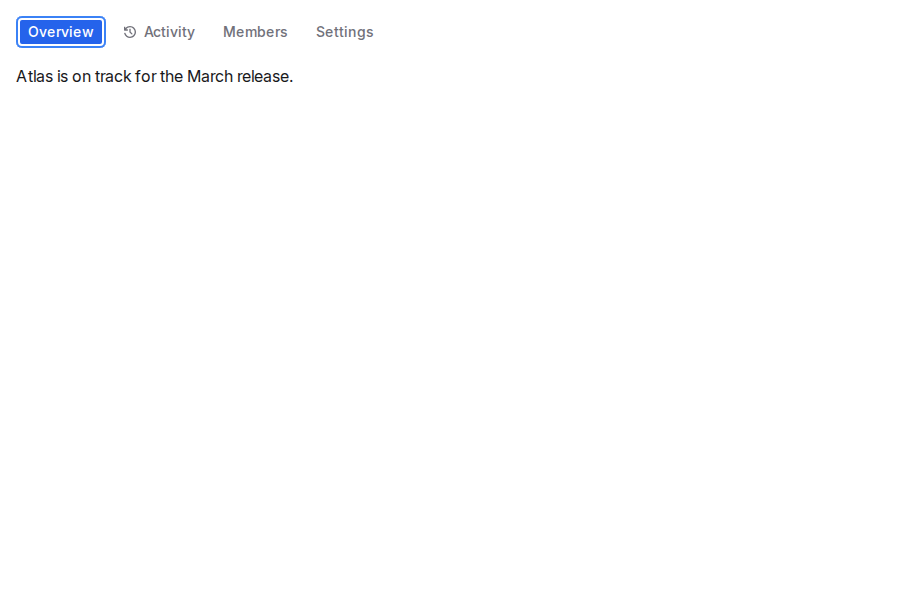 Overview Activity Members Settings
Atlas is on track for the March release.